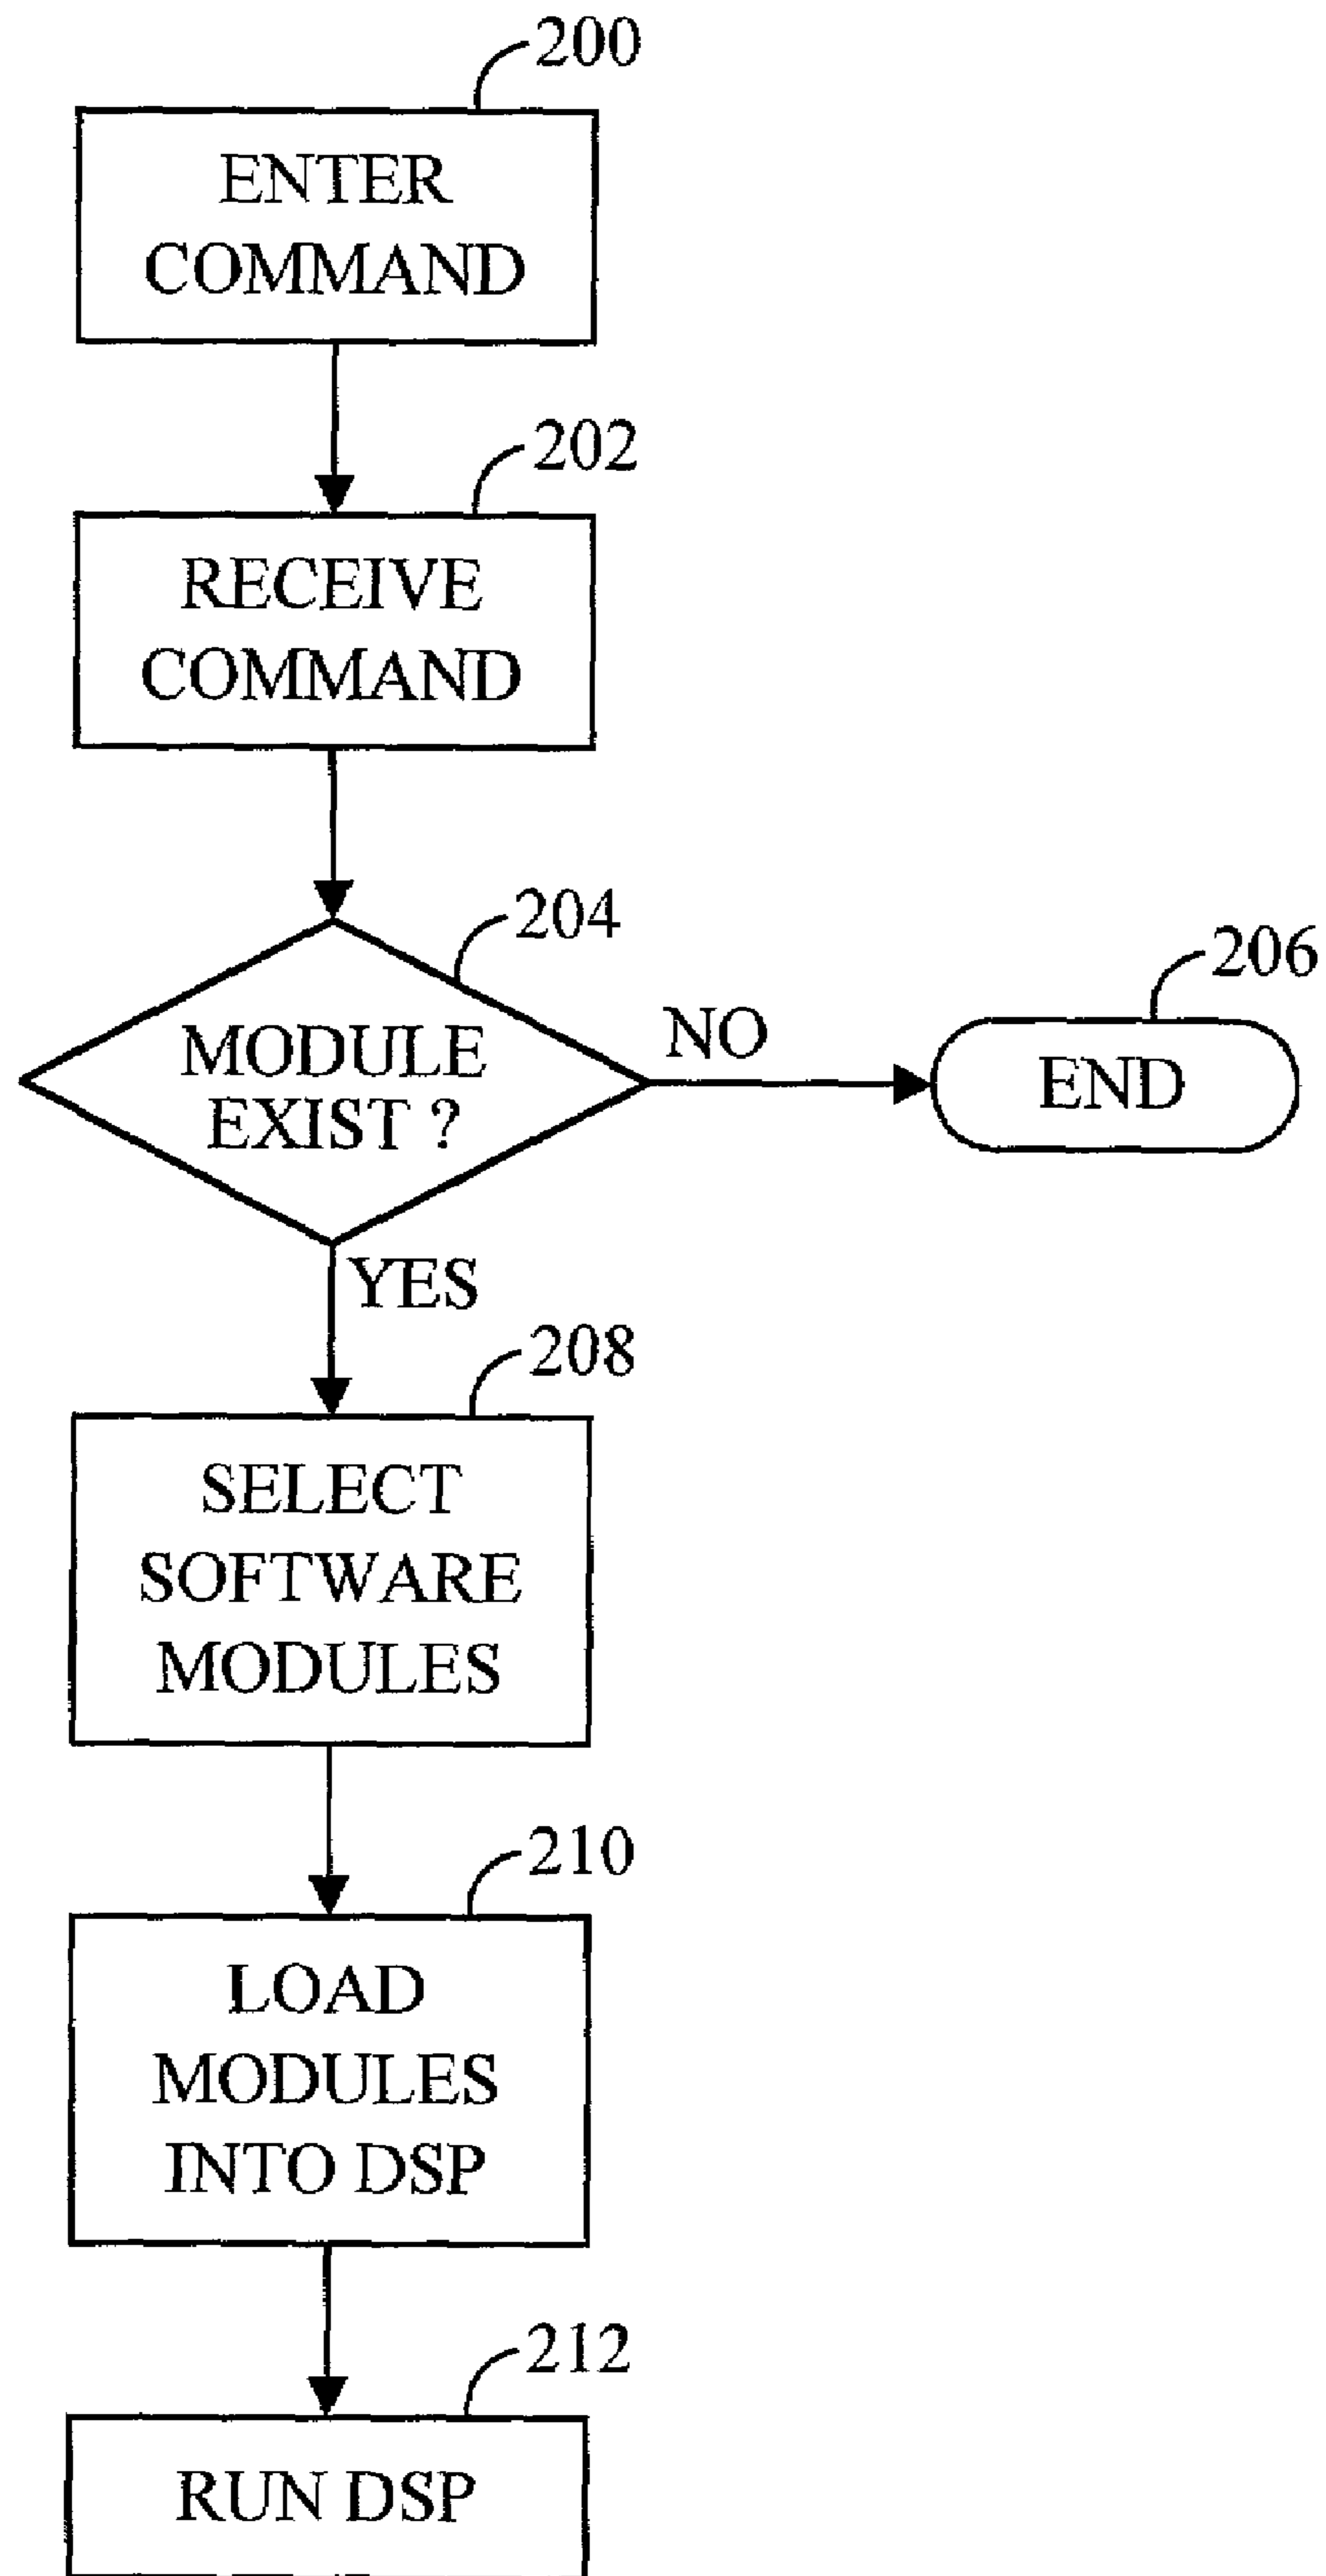 200
ENTER
COMMAND
202
RECEIVE
COMMAND
204
MODULE
EXIST ?
NO
206
END
YES
208
SELECT
SOFTWARE
MODULES
210
LOAD
MODULES
INTO DSP
212
RUN DSP